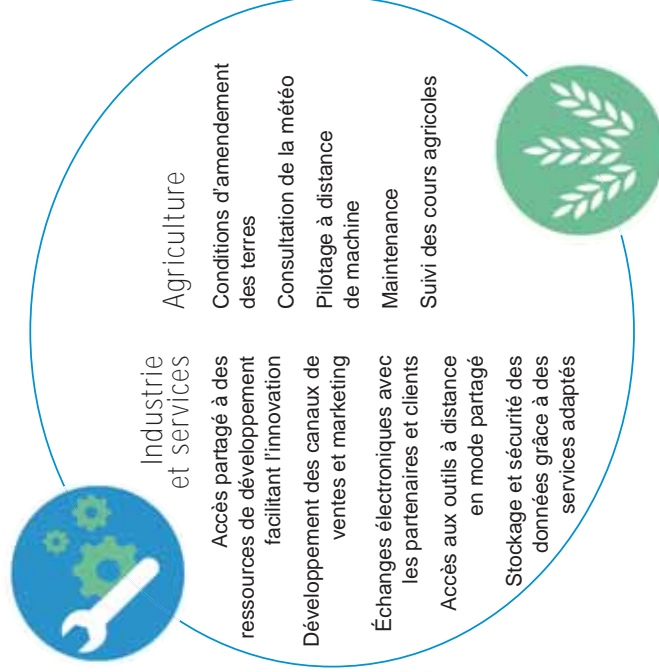 Industrie
et services
Accès partagé à des
ressources de développement
facilitant l'innovation
Développement des canaux de
ventes et marketing
Échanges électroniques avec
les partenaires et clients
Accès aux outils à distance
en mode partagé
Stockage et sécurité des
données grâce à des
services adaptés
Agriculture
Conditions d'amendement
des terres
Consultation de la météo
Pilotage à distance
de machine
Maintenance
Suivi des cours agricoles